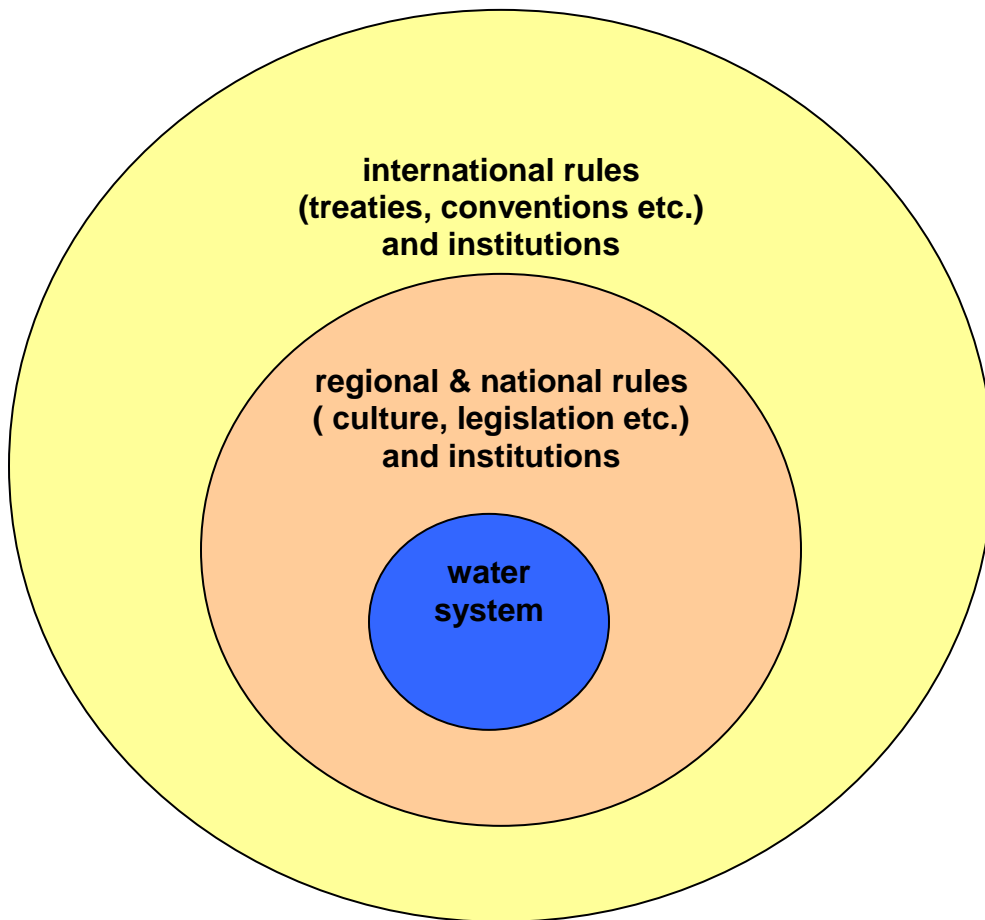 international rules
(treaties, conventions etc.)
and institutions
regional & national rules
( culture, legislation etc.)
and institutions
water
system